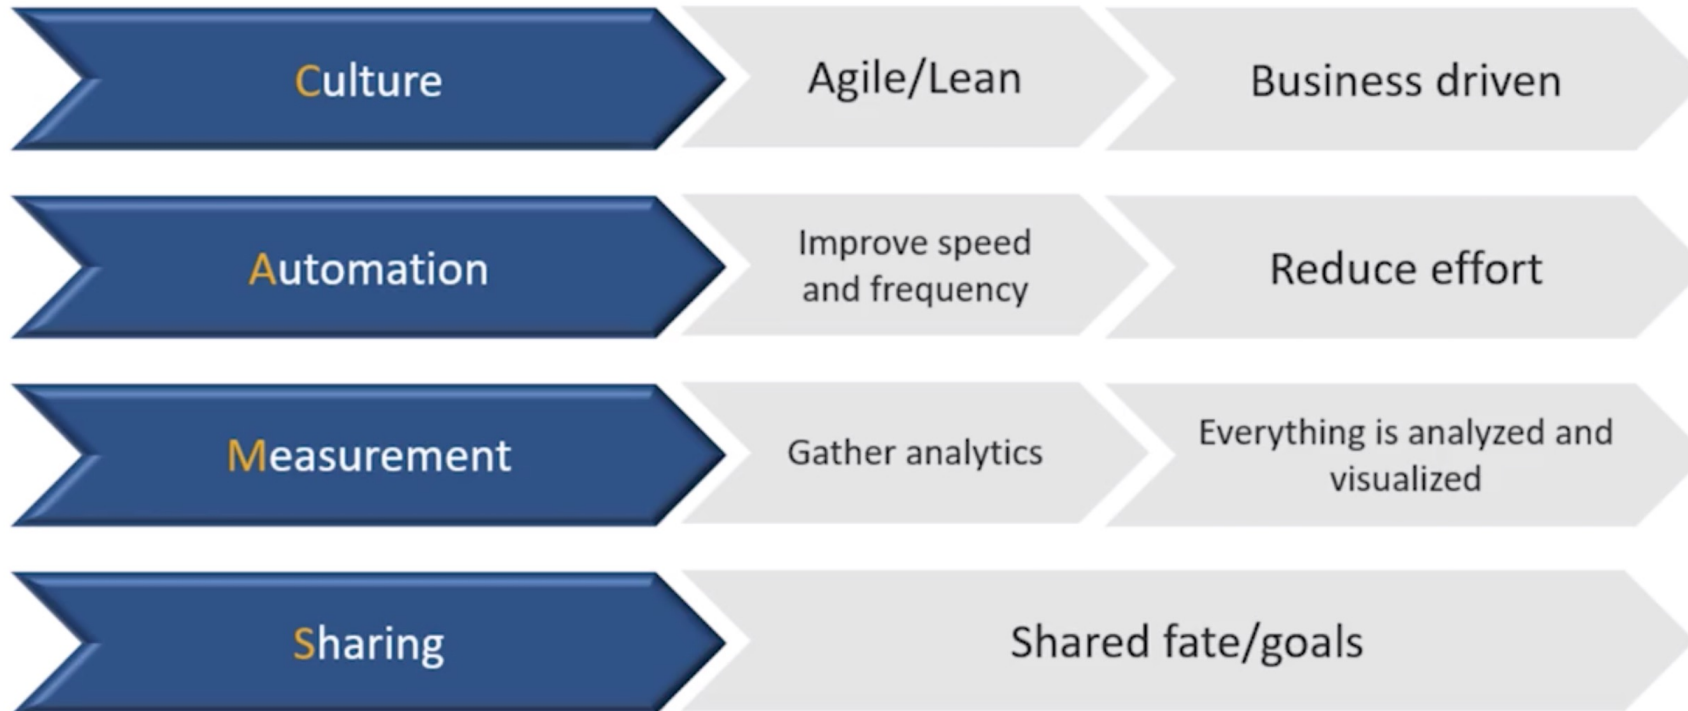 Culture
Agile/Lean
Business driven
Automation
Improve speed
and frequency
Reduce effort
Measurement
Gather analytics
Everything is analyzed and
visualized
Sharing
Shared fate/goals